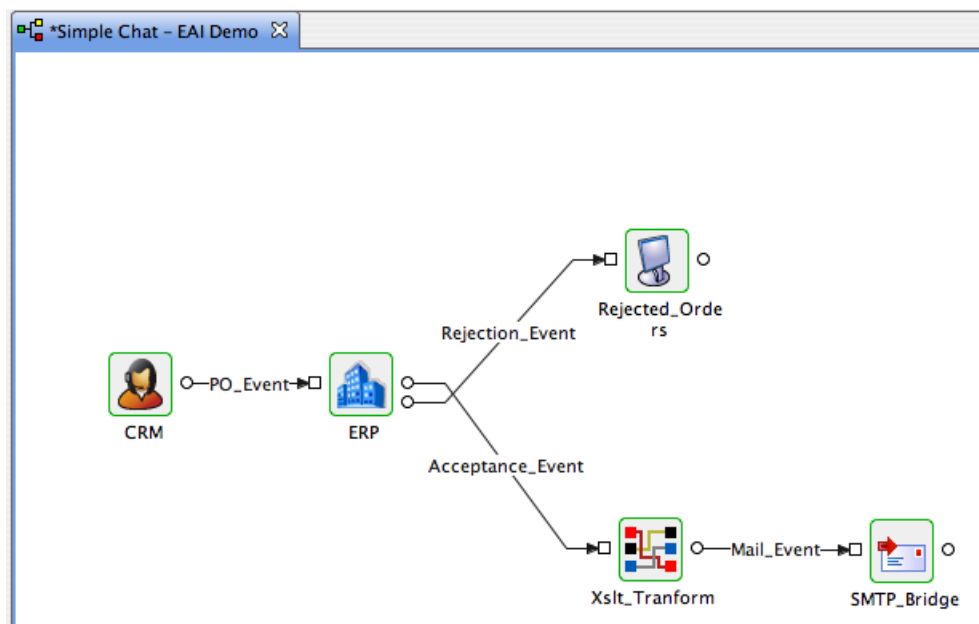 *Simple Chat – EAI Demo
Rejected_Orde
rs
Rejection_Event
PO_Event
CRM
ERP
Acceptance_Event
Mail_Event
Xslt_Tranform
SMTP_Bridge